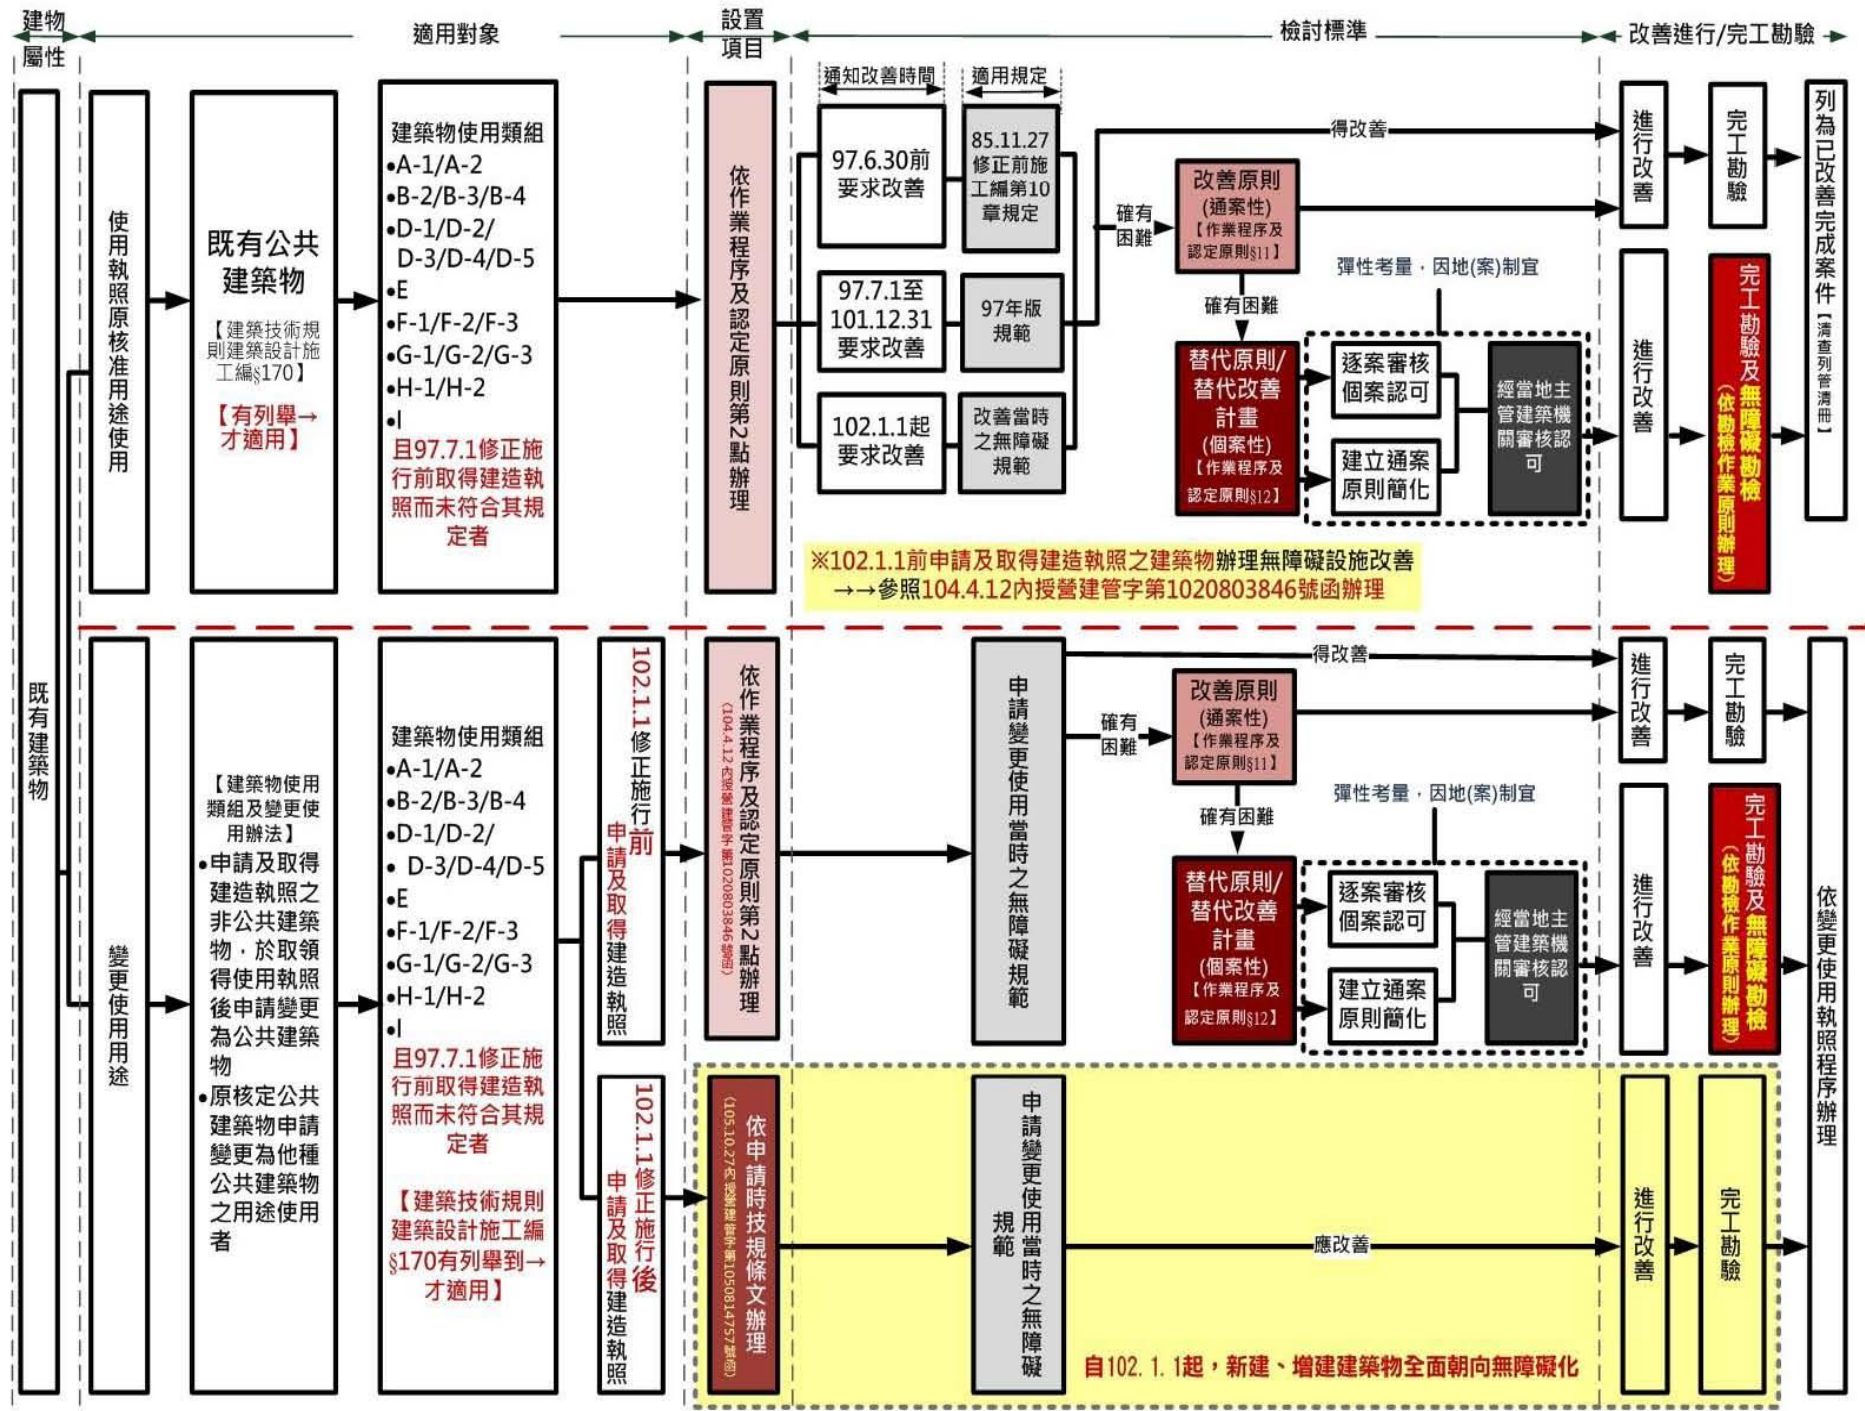 建物
屬性
適用對象
設置
項目
檢討標準
改善進行/完工勘驗
既有建築物
使用執照原核准用途使用
既有公共
建築物
【建築技術規
則建築設計施
工編§170】
【有列舉→
才適用】
建築物使用類組
•A-1/A-2
•B-2/B-3/B-4
•D-1/D-2/
D-3/D-4/D-5
•E
•F-1/F-2/F-3
•G-1/G-2/G-3
•H-1/H-2
•I
且97.7.1修正施
行前取得建造執
照而未符合其規
定者
依作業程序及認定原則第2點辦理
通知改善時間
適用規定
97.6.30前
要求改善
85.11.27
修正前施
工編第10
章規定
97.7.1至
101.12.31
要求改善
97年版
規範
102.1.1起
要求改善
改善當時
之無障礙
規範
得改善
確有
困難
改善原則
(通案性)
【作業程序及
認定原則§11】
確有困難
替代原則/
替代改善
計畫
(個案性)
【作業程序及
認定原則§12】
彈性考量，因地(案)制宜
逐案審核
個案認可
建立通案
原則簡化
經當地主
管建築機
關審核認
可
進行改善
完工勘驗
進行改善
完工勘驗及無障礙勘檢
(依勘檢作業原則辦理)
列為已改善完成案件【清查列管清冊】
※102.1.1前申請及取得建造執照之建築物辦理無障礙設施改善
→→參照104.4.12內授營建管字第1020803846號函辦理
變更使用用途
【建築物使用
類組及變更使
用辦法】
•申請及取得
建造執照之
非公共建築
物，於取領
得使用執照
後申請變更
為公共建築
物
•原核定公共
建築物申請
變更為他種
公共建築物
之用途使用
者
建築物使用類組
•A-1/A-2
•B-2/B-3/B-4
•D-1/D-2/
• D-3/D-4/D-5
•E
•F-1/F-2/F-3
•G-1/G-2/G-3
•H-1/H-2
•I
且97.7.1修正施
行前取得建造執
照而未符合其規
定者
【建築技術規則
建築設計施工編
§170有列舉到→
才適用】
102.1.1修正施行前
申請及取得建造執照
依作業程序及認定原則第2點辦理
(104.4.12內授營建管字第1020803846號函)
申請變更使用當時之無障礙規範
得改善
確有
困難
改善原則
(通案性)
【作業程序及
認定原則§11】
確有困難
替代原則/
替代改善
計畫
(個案性)
【作業程序及
認定原則§12】
彈性考量，因地(案)制宜
逐案審核
個案認可
建立通案
原則簡化
經當地主
管建築機
關審核認
可
進行改善
完工勘驗
進行改善
完工勘驗及無障礙勘檢
(依勘檢作業原則辦理)
依變更使用執照程序辦理
102.1.1修正施行後
申請及取得建造執照
依申請時技規條文辦理
(105.10.27內授營建管字第1050814757號函)
申請變更使用當時之無障礙
規範
應改善
進行改善
完工勘驗
自102.1.1起，新建、增建建築物全面朝向無障礙化